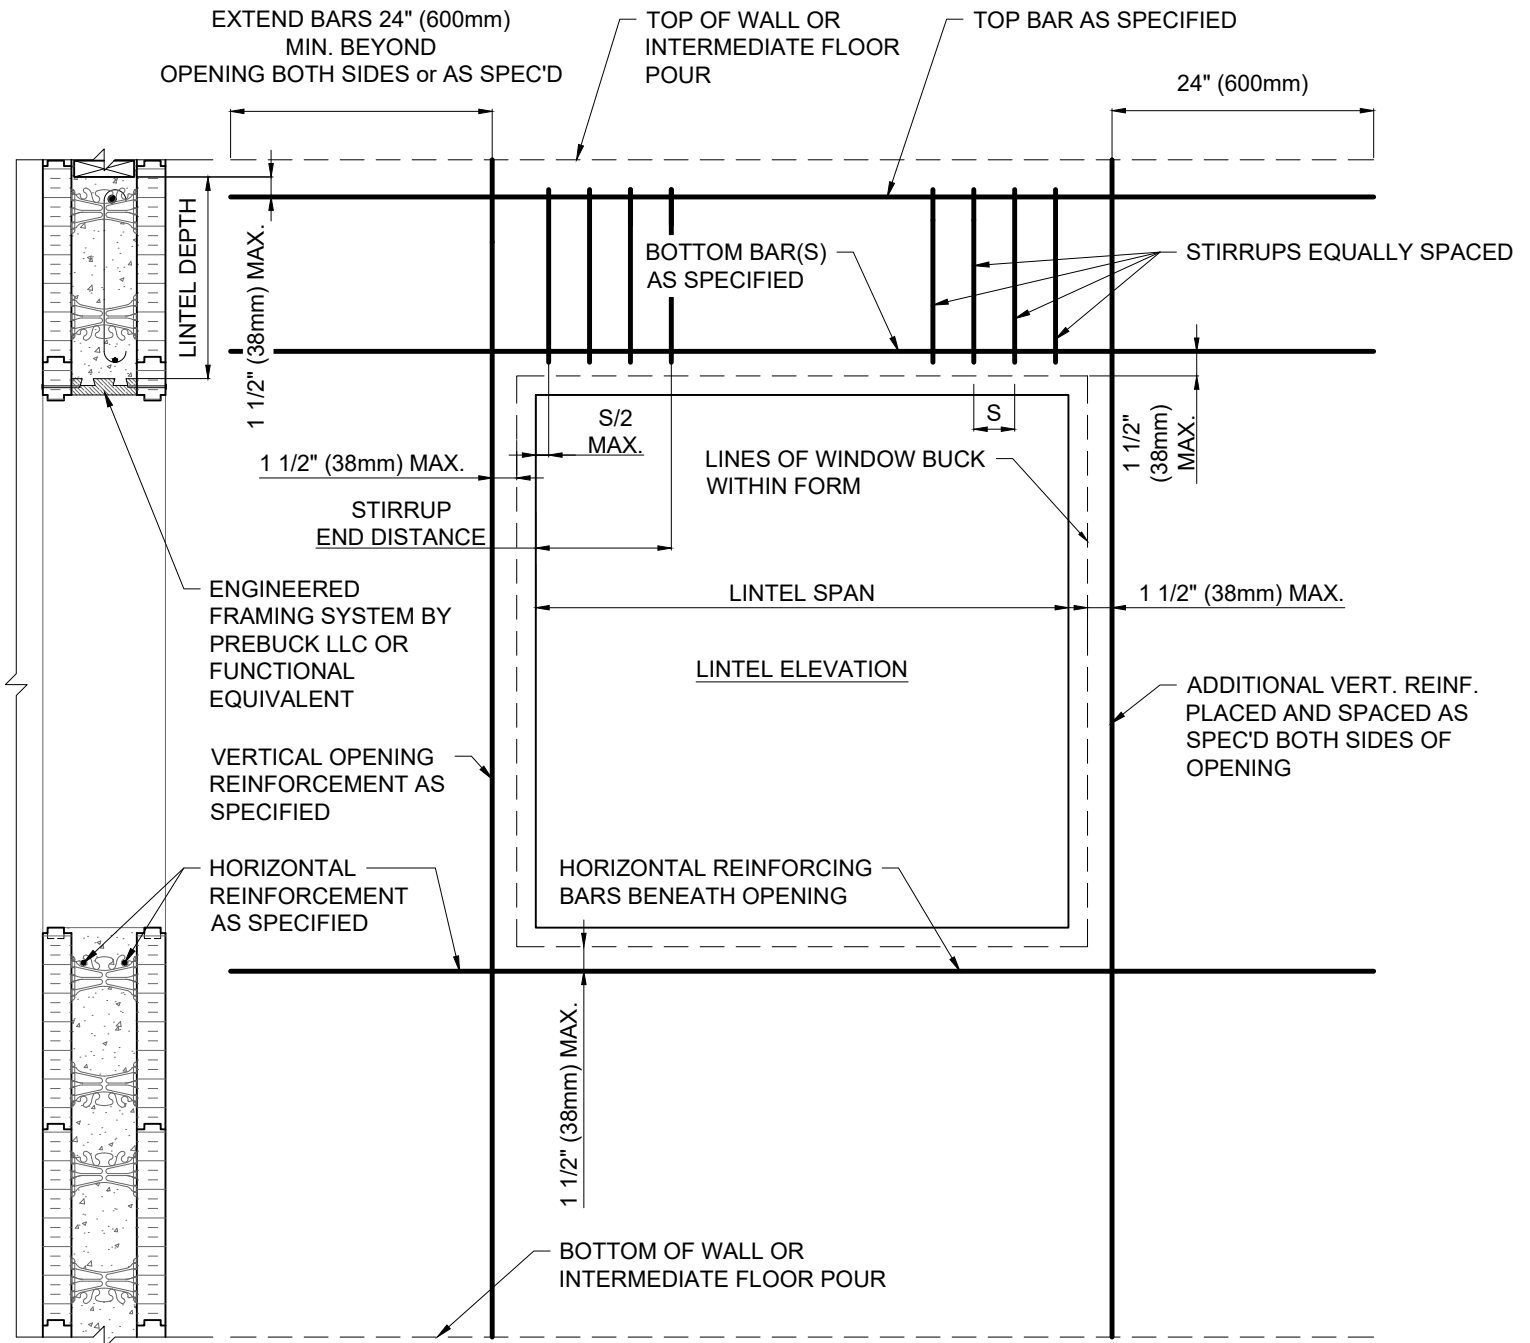 EXTEND BARS 24" (600mm)
MIN. BEYOND
OPENING BOTH SIDES or AS SPEC'D
TOP OF WALL OR
INTERMEDIATE FLOOR
POUR
TOP BAR AS SPECIFIED
24" (600mm)
LINTEL DEPTH
1 1/2" (38mm) MAX.
BOTTOM BAR(S)
AS SPECIFIED
STIRRUPS EQUALLY SPACED
S/2
MAX.
S
1 1/2"
(38mm)
MAX.
1 1/2" (38mm) MAX.
LINES OF WINDOW BUCK
WITHIN FORM
STIRRUP
END DISTANCE
ENGINEERED
FRAMING SYSTEM BY
PREBUCK LLC OR
FUNCTIONAL
EQUIVALENT
LINTEL SPAN
1 1/2" (38mm) MAX.
LINTEL ELEVATION
ADDITIONAL VERT. REINF.
PLACED AND SPACED AS
SPEC'D BOTH SIDES OF
OPENING
VERTICAL OPENING
REINFORCEMENT AS
SPECIFIED
HORIZONTAL
REINFORCEMENT
AS SPECIFIED
HORIZONTAL REINFORCING
BARS BENEATH OPENING
1 1/2" (38mm) MAX.
BOTTOM OF WALL OR
INTERMEDIATE FLOOR POUR